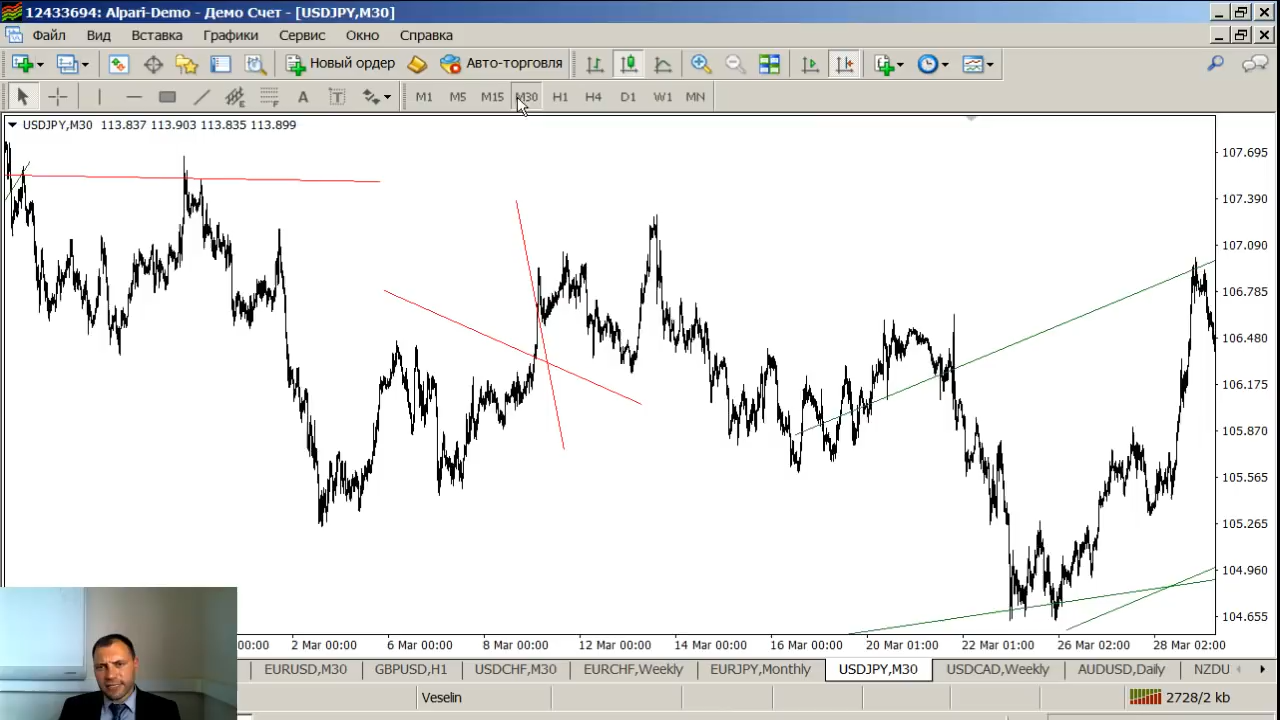 12433694: Alpari-Demo - Демо Счет - [USDJPY,M30]
Файл Вид Вставка Графики Сервис Окно Справка
Новый ордер Авто-торговля
A T M1 M5 M15 M30 H1 H4 D1 W1 MN
USDJPY,M30 113.837 113.903 113.835 113.899
107.695
107.390
107.090
106.785
106.480
106.175
105.870
105.565
105.265
104.960
104.655
00:00 2 Mar 00:00 6 Mar 00:00 8 Mar 00:00 12 Mar 00:00 14 Mar 00:00 16 Mar 00:00 20 Mar 01:00 22 Mar 01:00 26 Mar 02:00 28 Mar 02:00
EURUSD,M30 GBPUSD,H1 USDCHF,M30 EURCHF,Weekly EURJPY,Monthly USDJPY,M30 USDCAD,Weekly AUDUSD,Daily NZDU
Veselin 2728/2 kb